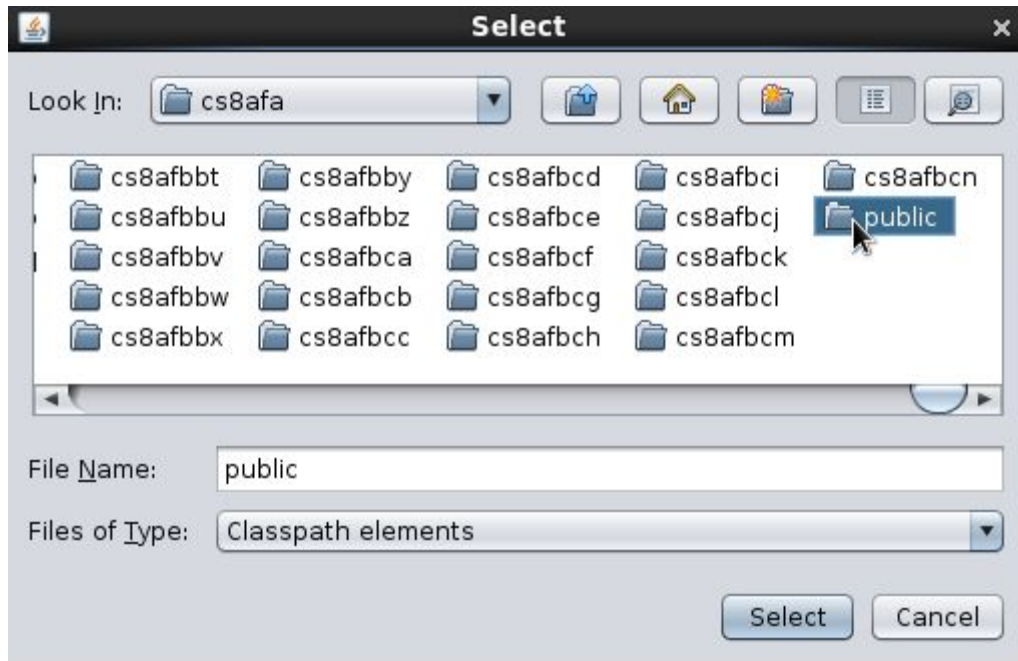 Select
Look In: cs8afa
cs8afbbt cs8afbby cs8afbcd cs8afbci cs8afbcn
cs8afbbu cs8afbbz cs8afbce cs8afbcj public
cs8afbbv cs8afbca cs8afbcf cs8afbck
cs8afbbw cs8afbcb cs8afbcg cs8afbcl
cs8afbbx cs8afbcc cs8afbch cs8afbcm
File Name: public
Files of Type: Classpath elements
Select Cancel